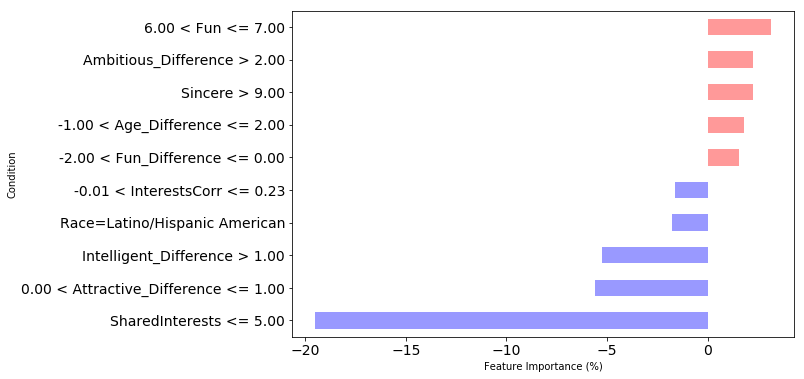 6.00 < Fun <= 7.00
Ambitious_Difference > 2.00
Sincere > 9.00
-1.00 < Age_Difference <= 2.00
-2.00 < Fun_Difference <= 0.00
-0.01 < InterestsCorr <= 0.23
Race=Latino/Hispanic American
Intelligent_Difference > 1.00
0.00 < Attractive_Difference <= 1.00
SharedInterests <= 5.00
Condition
−20 −15 −10 −5 0
Feature Importance (%)